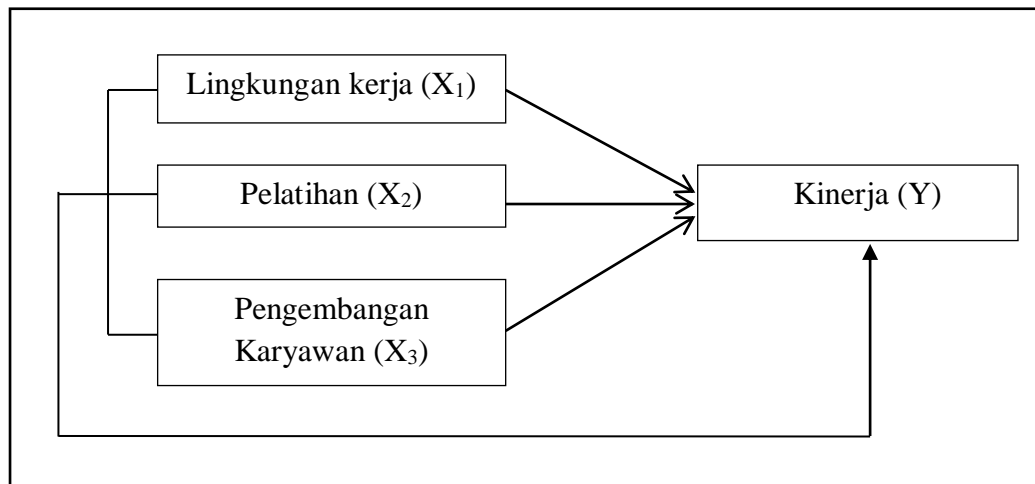 Lingkungan kerja (X₁)
Pelatihan (X₂)
Kinerja (Y)
Pengembangan
Karyawan (X₃)